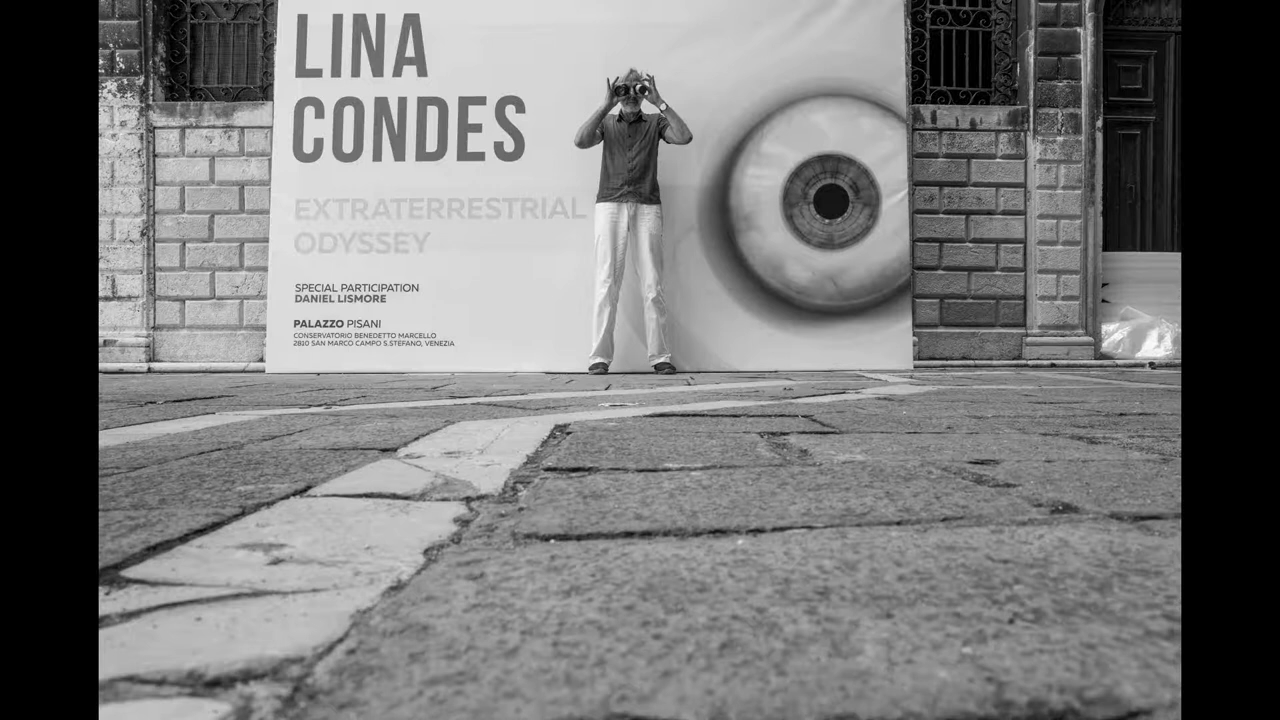 LINA
CONDES
EXTRATERRESTRIAL
ODYSSEY
SPECIAL PARTICIPATION
DANIEL LISMORE
PALAZZO PISANI
CONSERVATORIO BENEDETTO MARCELLO
2810 SAN MARCO CAMPO S.STEFANO, VENEZIA